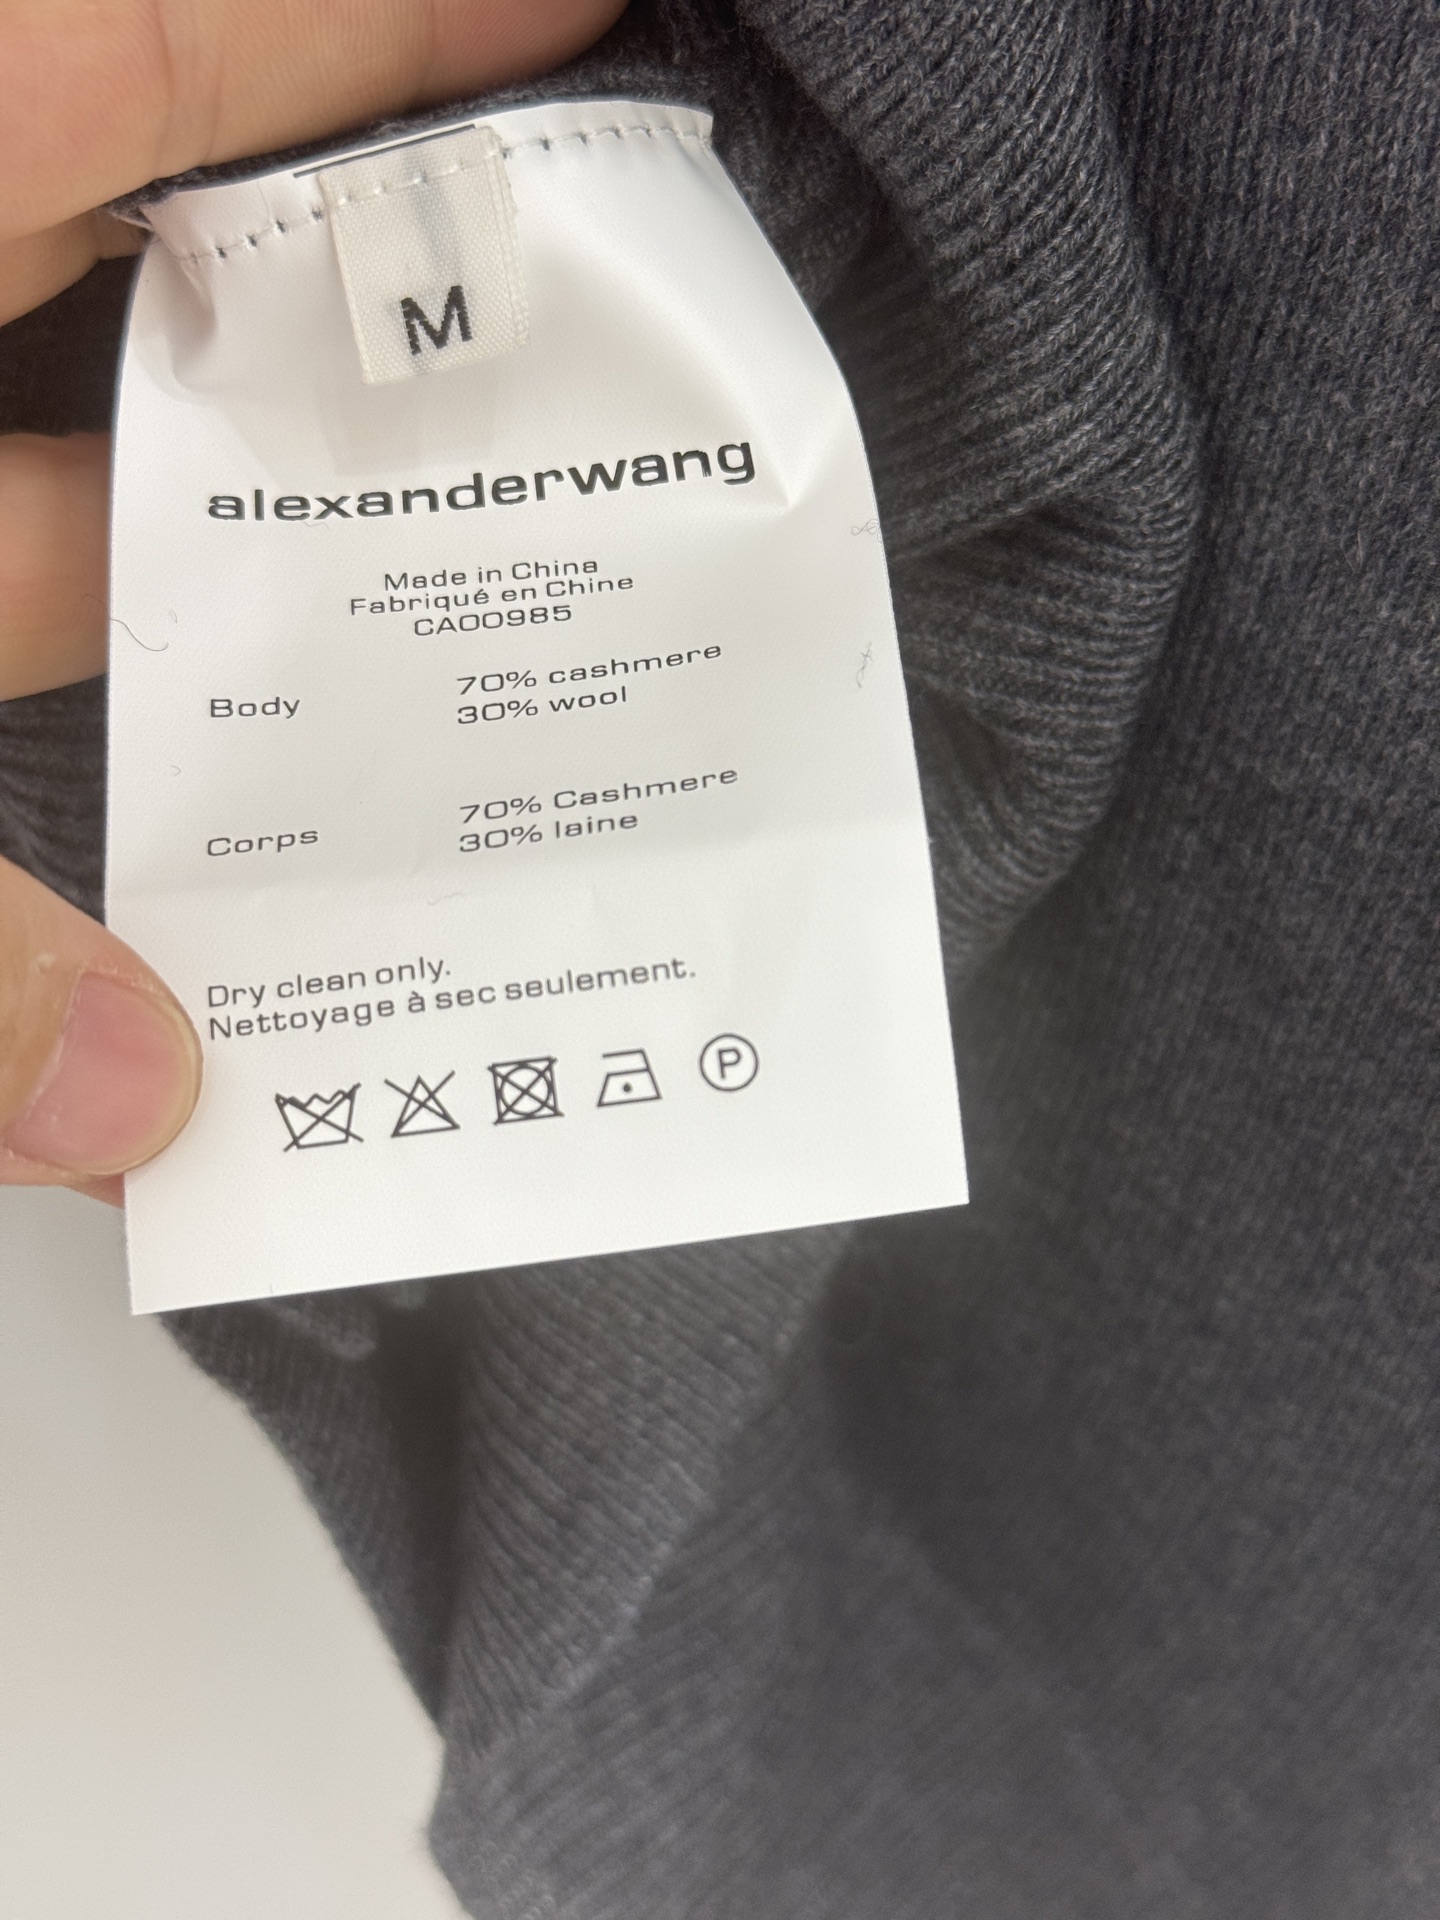 M
alexanderwang
Made in China
Fabriqué en Chine
CA00985
Body
70% cashmere
30% wool
Corps
70% Cashmere
30% laine
Dry clean only.
Nettoyage à sec seulement.
P